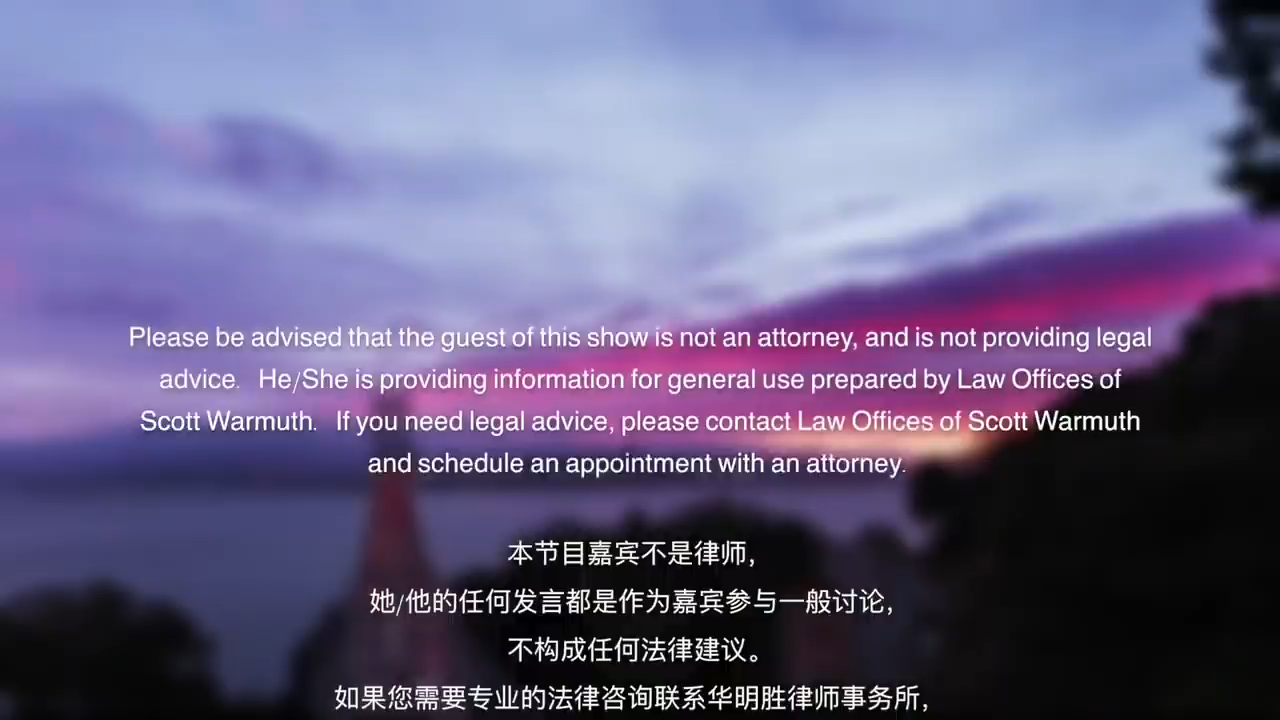 Please be advised that the guest of this show is not an attorney, and is not providing legal
advice. He/She is providing information for general use prepared by Law Offices of
Scott Warmuth. If you need legal advice, please contact Law Offices of Scott Warmuth
and schedule an appointment with an attorney.
本节目嘉宾不是律师，
她/他的任何发言都是作为嘉宾参与一般讨论，
不构成任何法律建议。
如果您需要专业的法律咨询联系华明胜律师事务所，